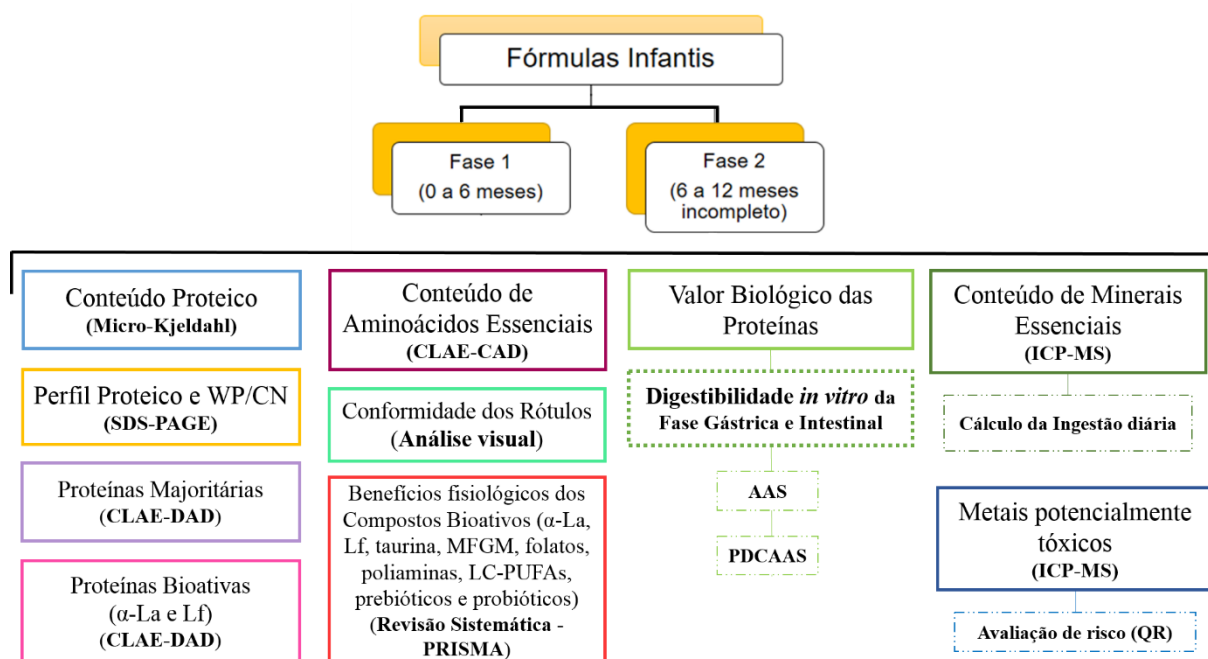 Fórmulas Infantis
Fase 1
(0 a 6 meses)
Fase 2
(6 a 12 meses
incompleto)
Conteúdo Proteico
(Micro-Kjeldahl)
Perfil Proteico e WP/CN
(SDS-PAGE)
Proteínas Majoritárias
(CLAE-DAD)
Proteínas Bioativas
(α-La e Lf)
(CLAE-DAD)
Conteúdo de
Aminoácidos Essenciais
(CLAE-CAD)
Conformidade dos Rótulos
(Análise visual)
Benefícios fisiológicos dos
Compostos Bioativos (α-La,
Lf, taurina, MFGM, folatos,
poliaminas, LC-PUFAs,
prebióticos e probióticos)
(Revisão Sistemática -
PRISMA)
Valor Biológico das
Proteínas
Digestibilidade in vitro da
Fase Gástrica e Intestinal
AAS
PDCAAS
Conteúdo de Minerais
Essenciais
(ICP-MS)
Cálculo da Ingestão diária
Metais potencialmente
tóxicos
(ICP-MS)
Avaliação de risco (QR)